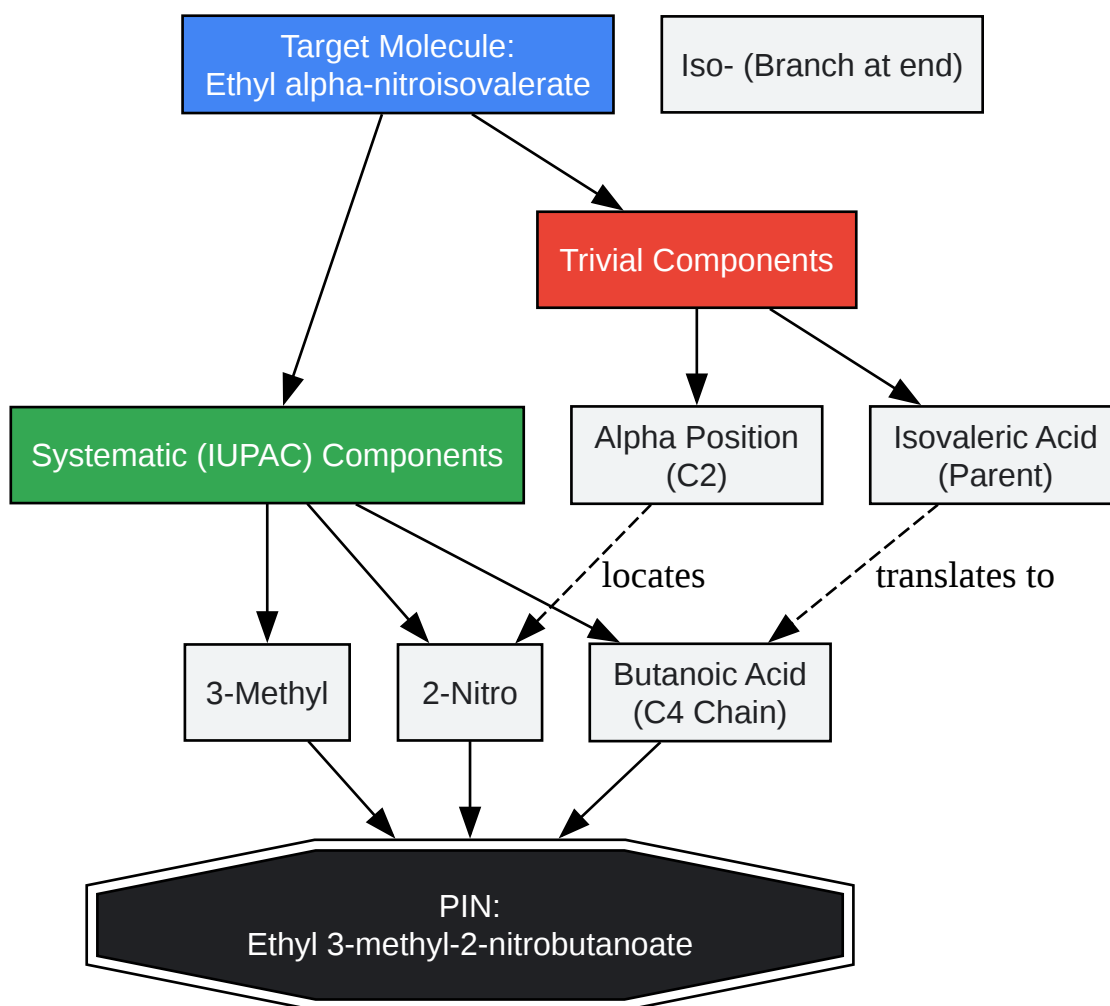 Target Molecule:
Ethyl alpha-nitroisovalerate
Iso- (Branch at end)
Trivial Components
Systematic (IUPAC) Components
Alpha Position
(C2)
Isovaleric Acid
(Parent)
locates
translates to
3-Methyl
2-Nitro
Butanoic Acid
(C4 Chain)
PIN:
Ethyl 3-methyl-2-nitrobutanoate